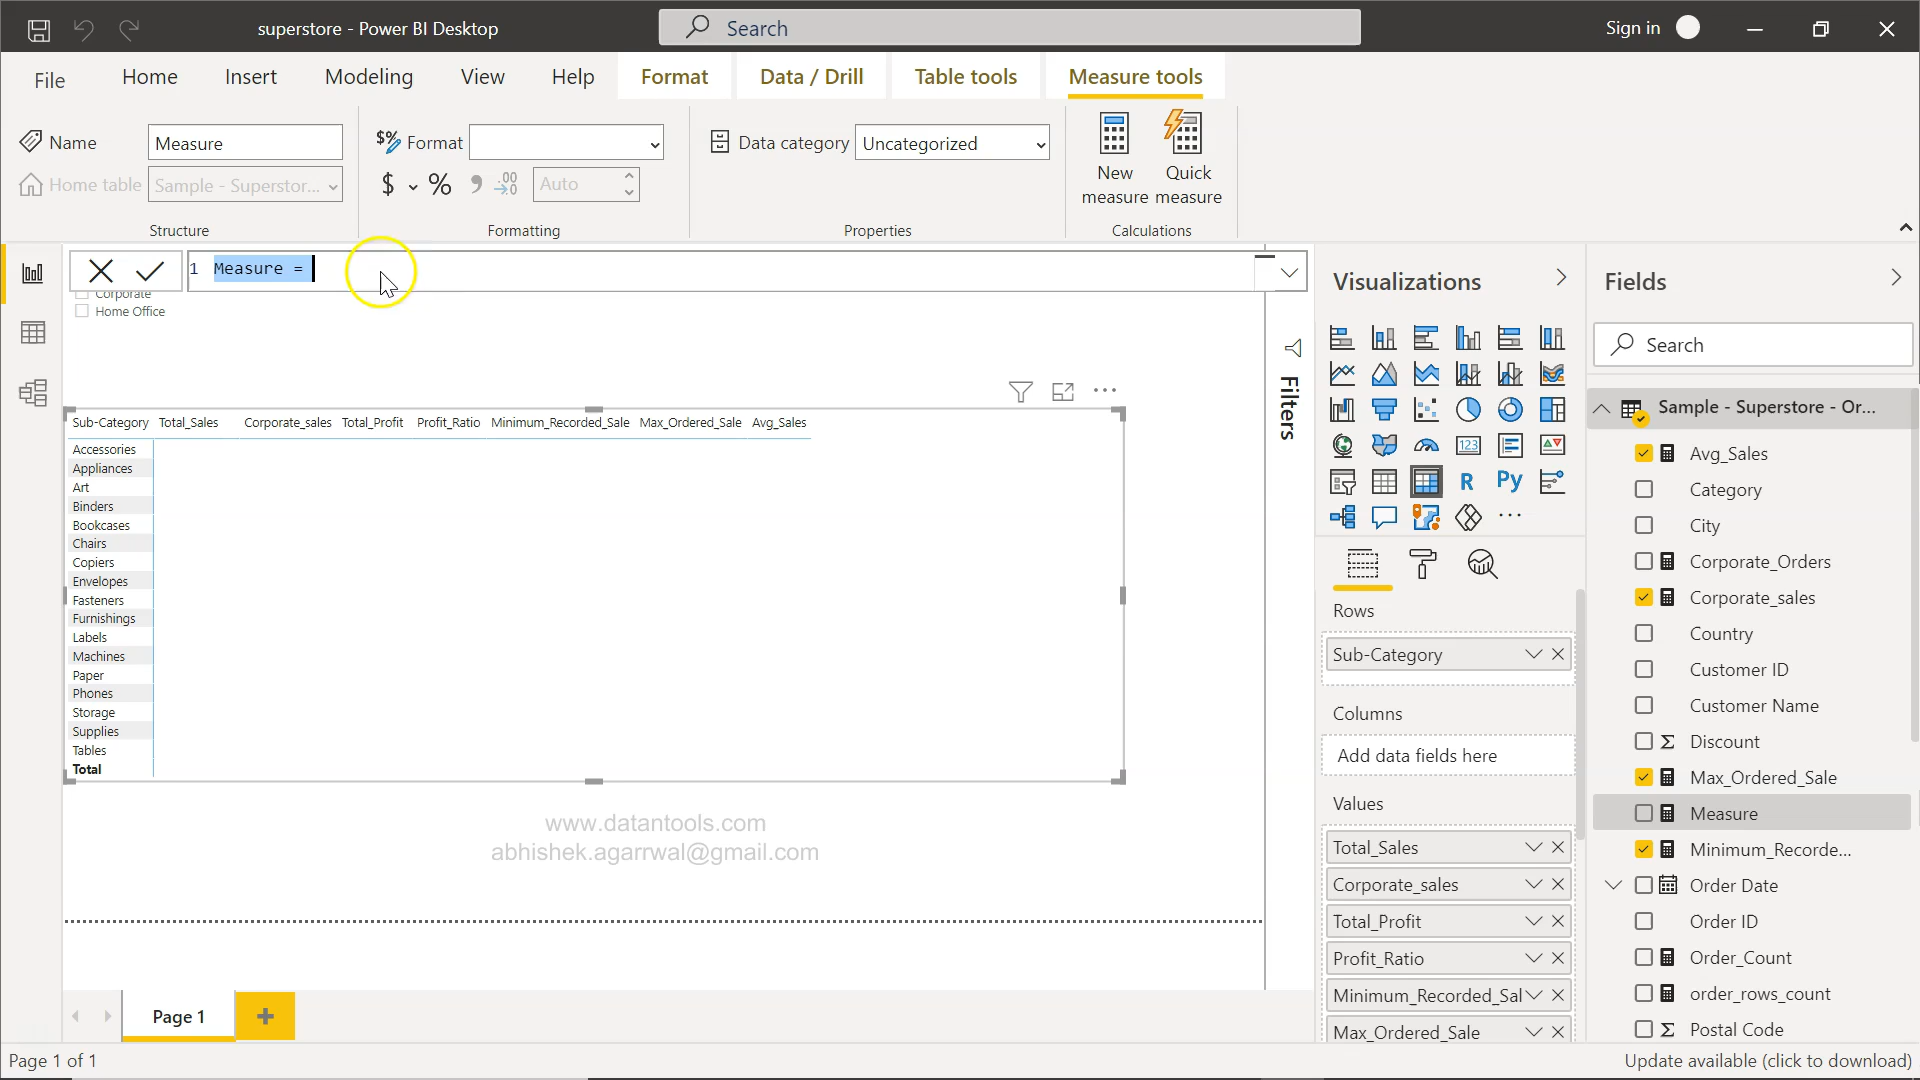 superstore - Power BI Desktop
Search
Sign in
File
Home
Insert
Modeling
View
Help
Format
Data / Drill
Table tools
Measure tools
Name
Measure
Home table
Sample - Superstor...
Structure
$% Format
$ % 9 .00 →.0
Auto
Formatting
Data category
Uncategorized
Properties
New measure
Quick measure
Calculations
1 Measure =
Corporate
Home Office
Sub-Category Total_Sales Corporate_sales Total_Profit Profit_Ratio Minimum_Recorded_Sale Max_Ordered_Sale Avg_Sales
Accessories
Appliances
Art
Binders
Bookcases
Chairs
Copiers
Envelopes
Fasteners
Furnishings
Labels
Machines
Paper
Phones
Storage
Supplies
Tables
Total
www.datantools.com
abhishek.agarrwal@gmail.com
Filters
Visualizations
123
R
Py
...
Rows
Sub-Category
Columns
Add data fields here
Values
Total_Sales
Corporate_sales
Total_Profit
Profit_Ratio
Minimum_Recorded_Sal
Max_Ordered_Sale
Fields
Search
Sample - Superstore - Or...
Avg_Sales
Category
City
Corporate_Orders
Corporate_sales
Country
Customer ID
Customer Name
Σ Discount
Max_Ordered_Sale
Measure
Minimum_Recorde...
Order Date
Order ID
Order_Count
order_rows_count
Σ Postal Code
Page 1
Page 1 of 1
Update available (click to download)